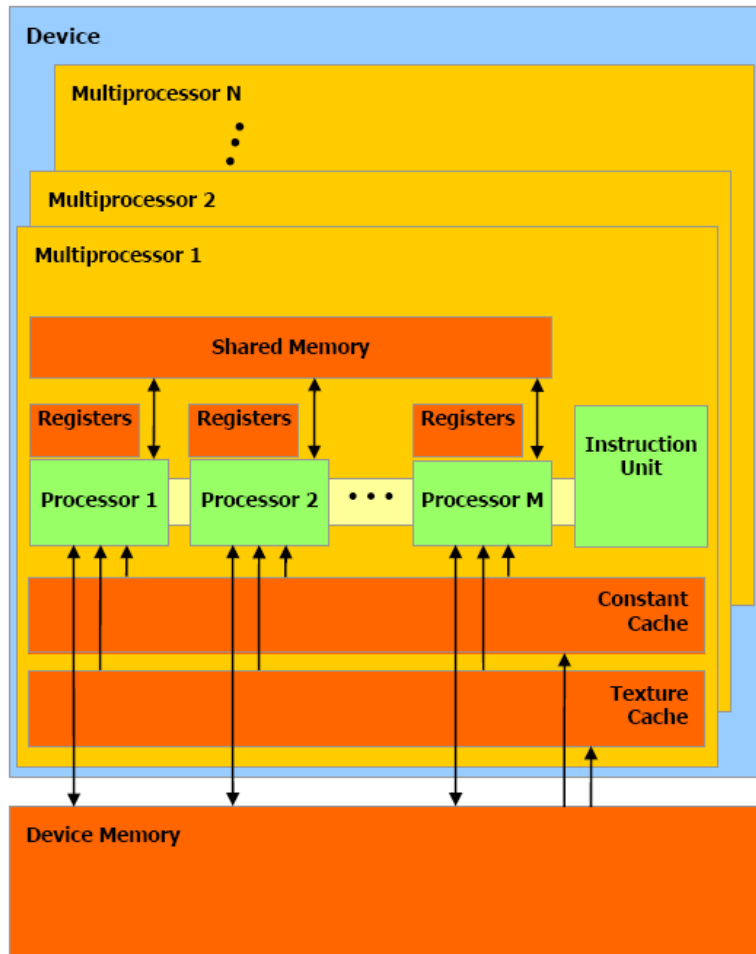 Device
Multiprocessor N
Multiprocessor 2
Multiprocessor 1
Shared Memory
Registers
Registers
Registers
Instruction
Unit
Processor 1
Processor 2
Processor M
Constant
Cache
Texture
Cache
Device Memory